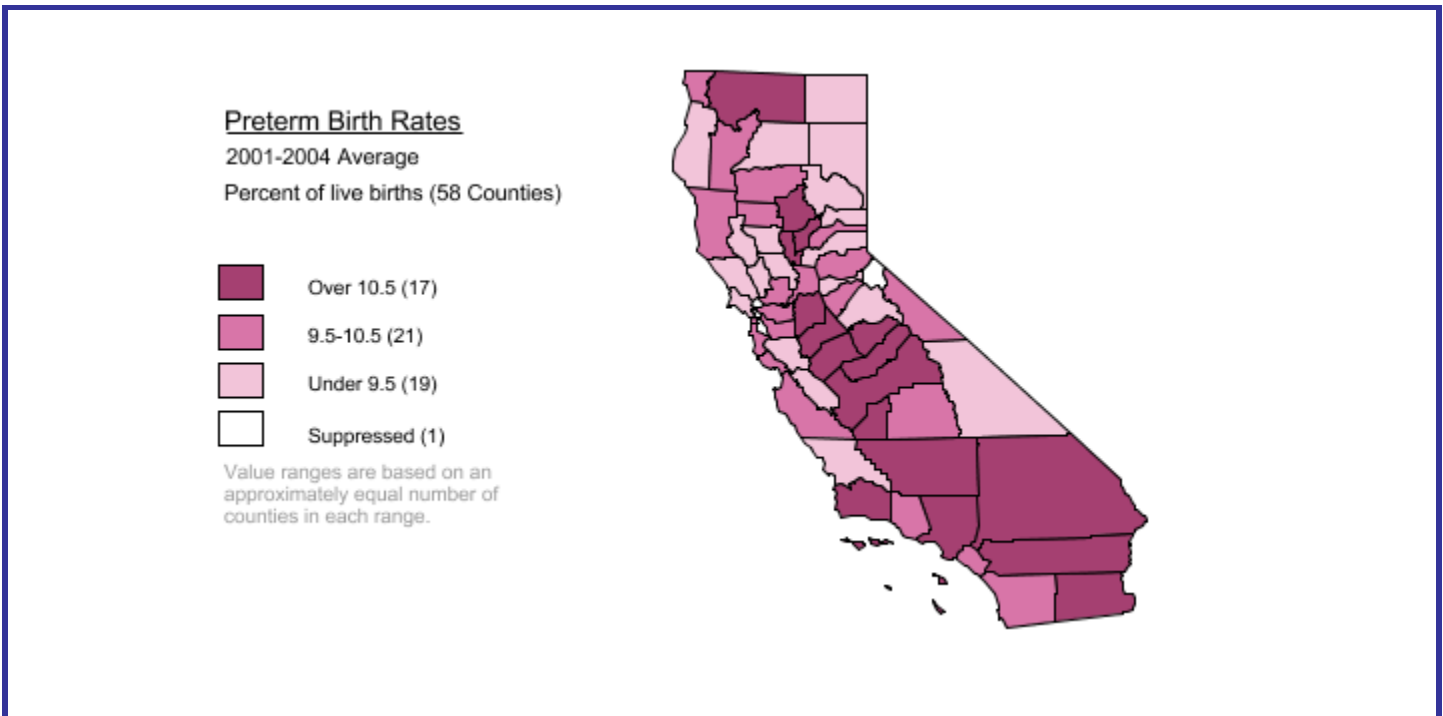 Preterm Birth Rates
2001-2004 Average
Percent of live births (58 Counties)
Over 10.5 (17)
9.5-10.5 (21)
Under 9.5 (19)
Suppressed (1)
Value ranges are based on an
approximately equal number of
counties in each range.